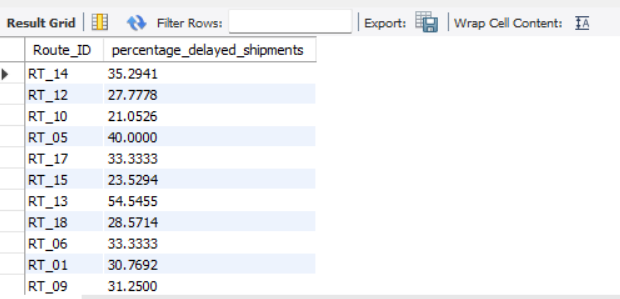 Result Grid Filter Rows: Export: Wrap Cell Content: IA
Route_ID percentage_delayed_shipments
RT_14 35.2941
RT_12 27.7778
RT_10 21.0526
RT_05 40.0000
RT_17 33.3333
RT_15 23.5294
RT_13 54.5455
RT_18 28.5714
RT_06 33.3333
RT_01 30.7692
RT_09 31.2500